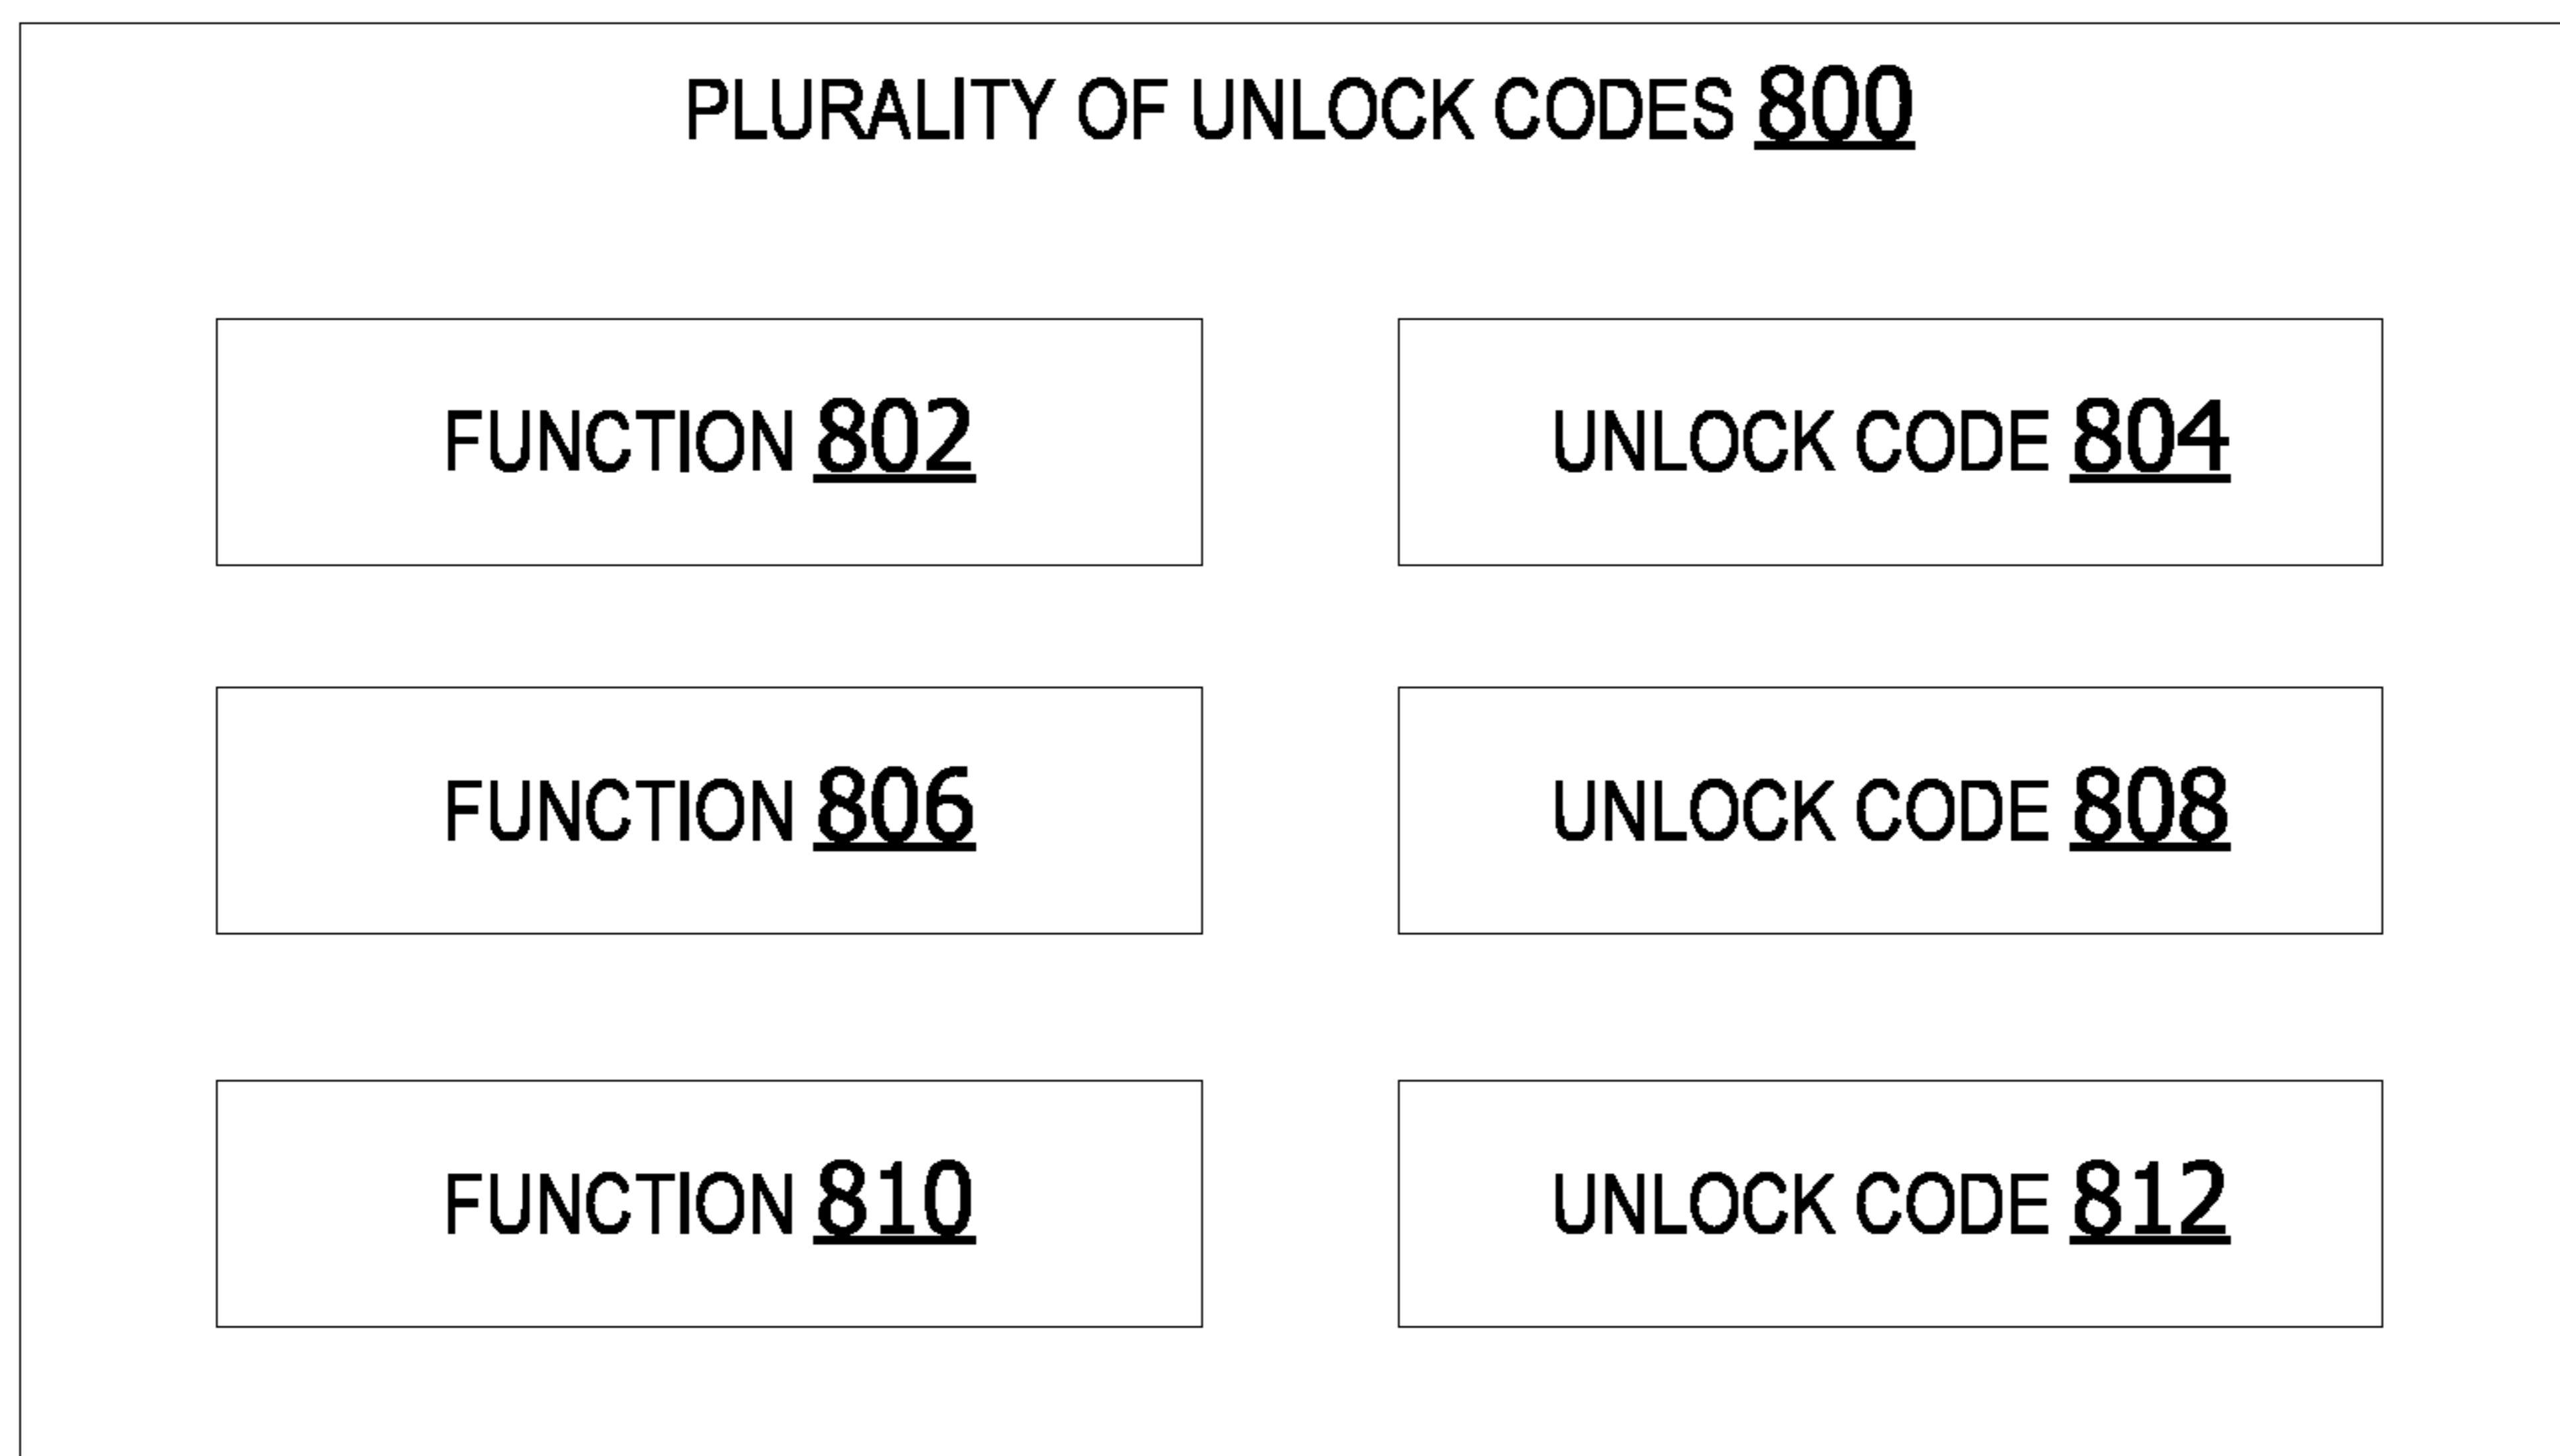 PLURALITY OF UNLOCK CODES 800
FUNCTION 802
UNLOCK CODE 804
FUNCTION 806
UNLOCK CODE 808
FUNCTION 810
UNLOCK CODE 812